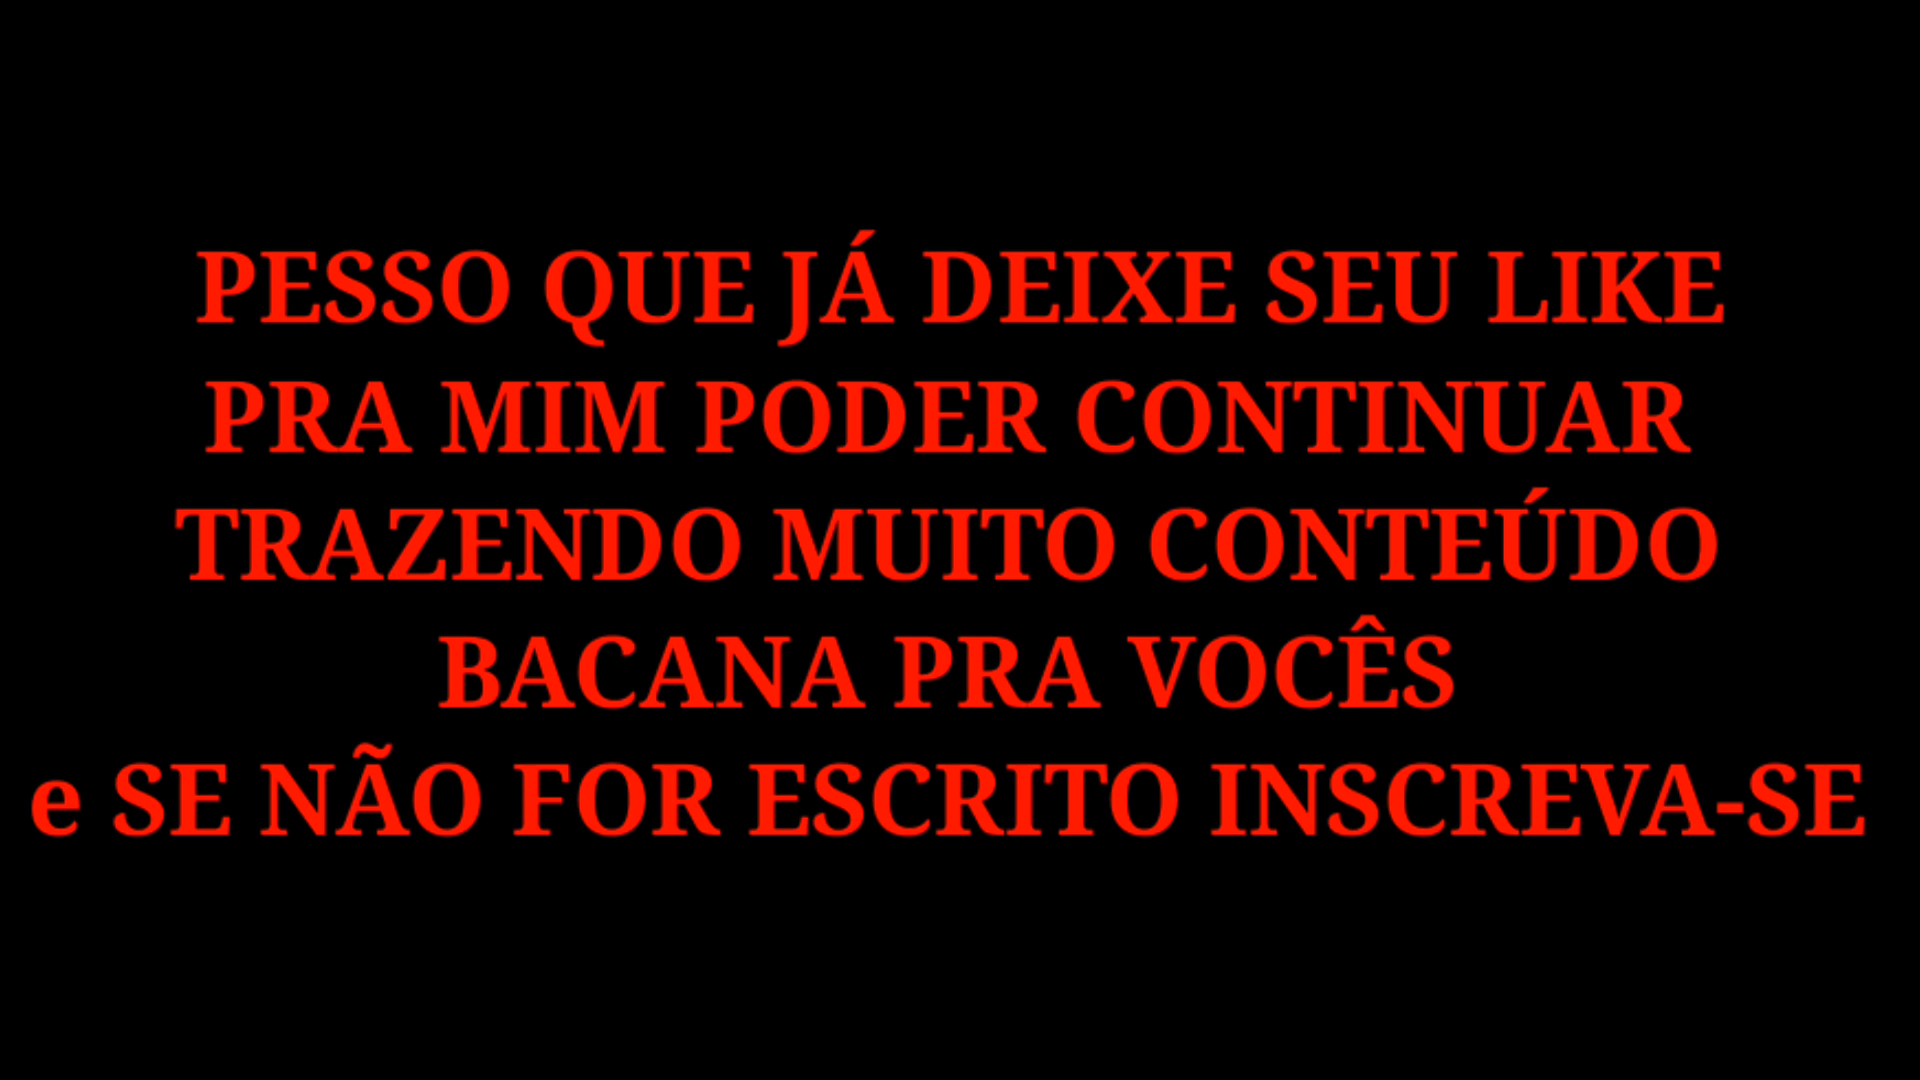 PESSO QUE JÁ DEIXE SEU LIKE
PRA MIM PODER CONTINUAR
TRAZENDO MUITO CONTEÚDO
BACANA PRA VOCÊS
e SE NÃO FOR ESCRITO INSCREVA-SE